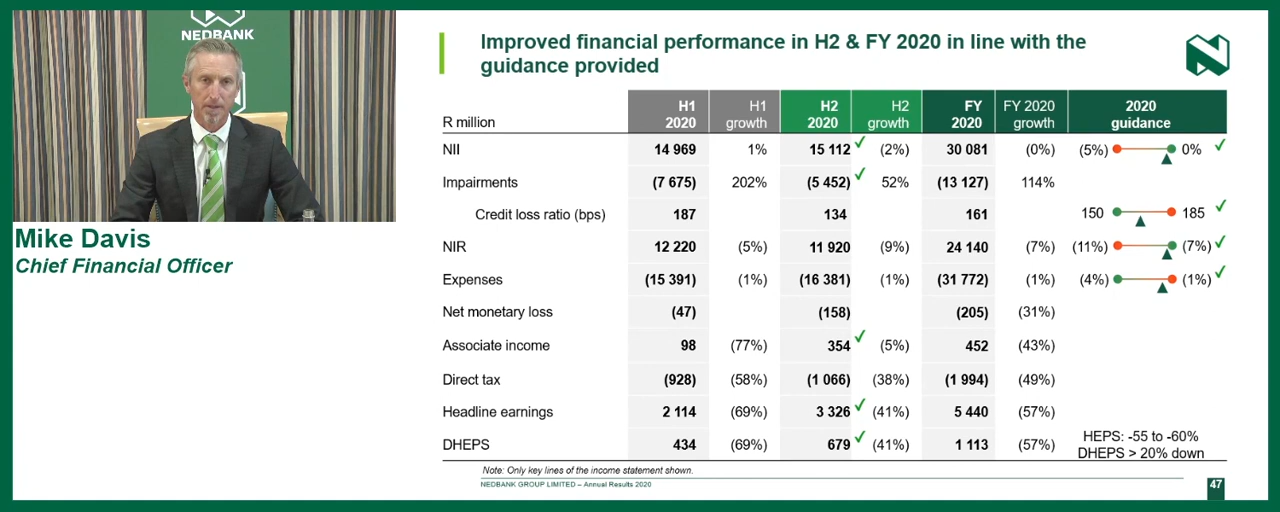 NEDBANK
Mike Davis
Chief Financial Officer
Improved financial performance in H2 & FY 2020 in line with the
guidance provided
R million H1 2020 H1 growth H2 2020 H2 growth FY 2020 FY 2020 growth 2020 guidance
NII 14 969 1% 15 112 ✓ (2%) 30 081 (0%) (5%) 0% ✓
Impairments (7 675) 202% (5 452) ✓ 52% (13 127) 114%
Credit loss ratio (bps) 187 134 161 150 185 ✓
NIR 12 220 (5%) 11 920 (9%) 24 140 (7%) (11%) (7%) ✓
Expenses (15 391) (1%) (16 381) (1%) (31 772) (1%) (4%) (1%) ✓
Net monetary loss (47) (158) (205) (31%)
Associate income 98 (77%) 354 ✓ (5%) 452 (43%)
Direct tax (928) (58%) (1 066) (38%) (1 994) (49%)
Headline earnings 2 114 (69%) 3 326 ✓ (41%) 5 440 (57%)
DHEPS 434 (69%) 679 ✓ (41%) 1 113 (57%) HEPS: -55 to -60%
DHEPS > 20% down
Note: Only key lines of the income statement shown.
NEDBANK GROUP LIMITED – Annual Results 2020
47